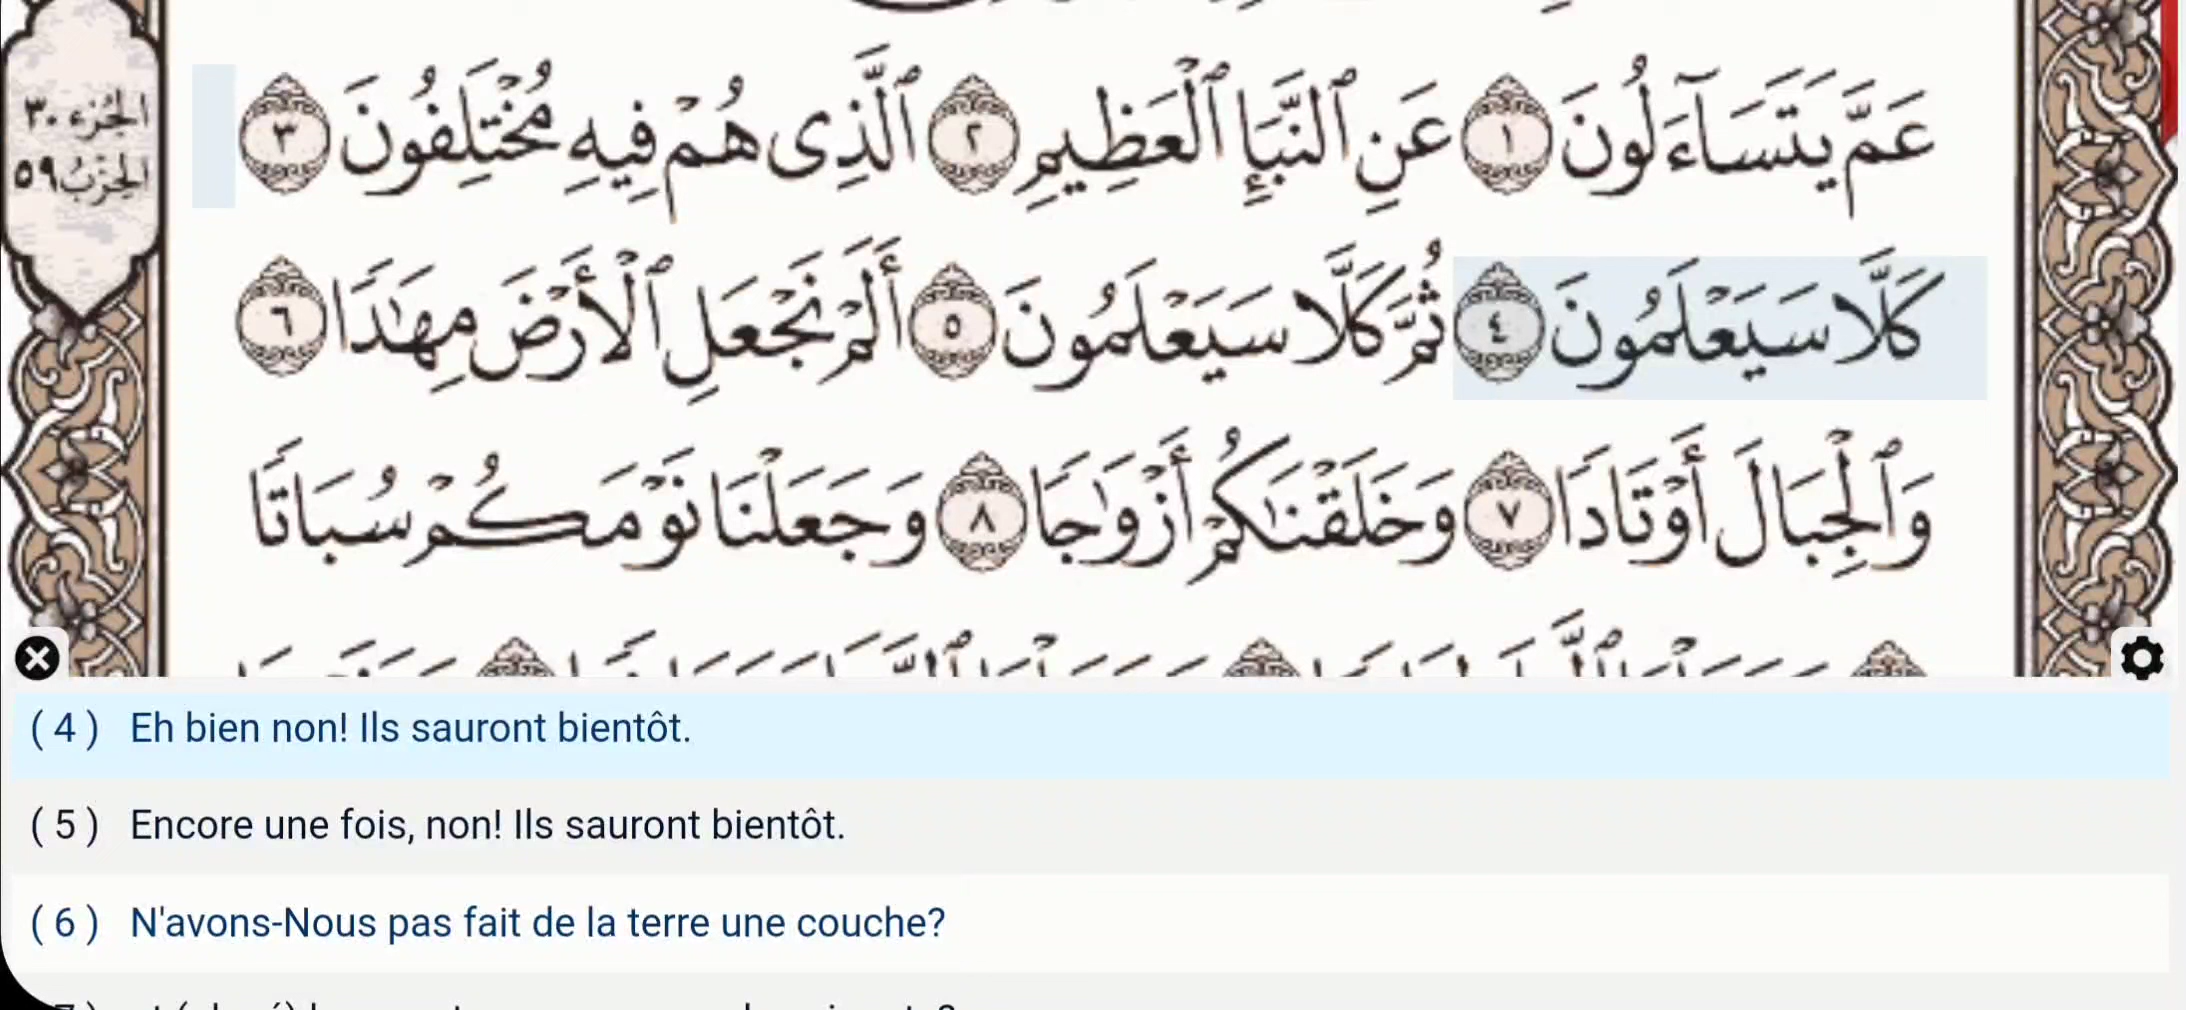 الجزء ٣٠
الحزب ٥٩
عَمَّ يَتَسَآءَلُونَ ١ عَنِ ٱلنَّبَإِ ٱلْعَظِيمِ ٢ ٱلَّذِى هُمْ فِيهِ مُخْتَلِفُونَ ٣
كَلَّا سَيَعْلَمُونَ ٤ ثُمَّ كَلَّا سَيَعْلَمُونَ ٥ أَلَمْ نَجْعَلِ ٱلْأَرْضَ مِهَٰدًا ٦
وَٱلْجِبَالَ أَوْتَادًا ٧ وَخَلَقْنَٰكُمْ أَزْوَٰجًا ٨ وَجَعَلْنَا نَوْمَكُمْ سُبَاتًا
( 4 ) Eh bien non! Ils sauront bientôt.
( 5 ) Encore une fois, non! Ils sauront bientôt.
( 6 ) N'avons-Nous pas fait de la terre une couche?